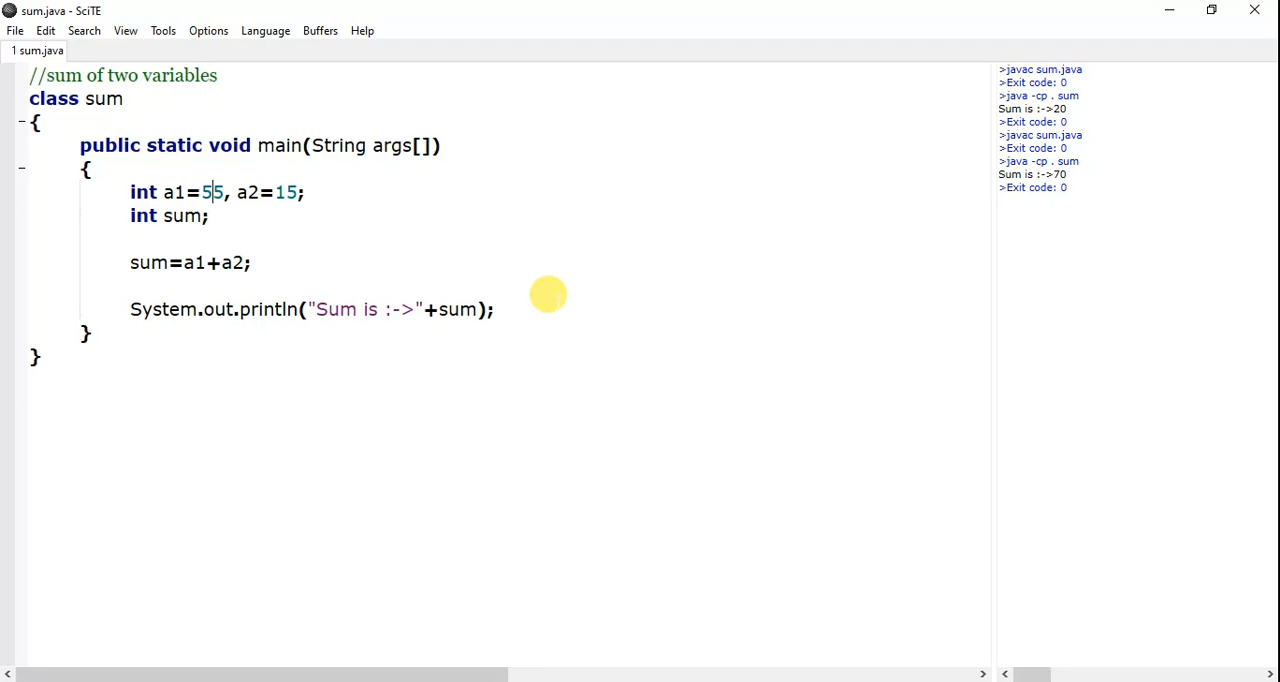 sum.java - SciTE
File Edit Search View Tools Options Language Buffers Help
1 sum.java
//sum of two variables
class sum
{
public static void main(String args[])
{
int a1=55, a2=15;
int sum;
sum=a1+a2;
System.out.println("Sum is :->"+sum);
}
}
>javac sum.java
>Exit code: 0
>java -cp . sum
Sum is :->20
>Exit code: 0
>javac sum.java
>Exit code: 0
>java -cp . sum
Sum is :->70
>Exit code: 0